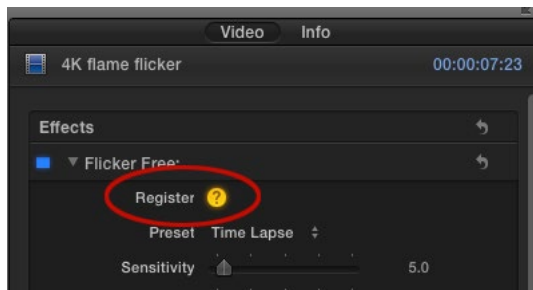 Video Info
4K flame flicker 00:00:07:23
Effects
Flicker Free:
Register ?
Preset Time Lapse
Sensitivity 5.0